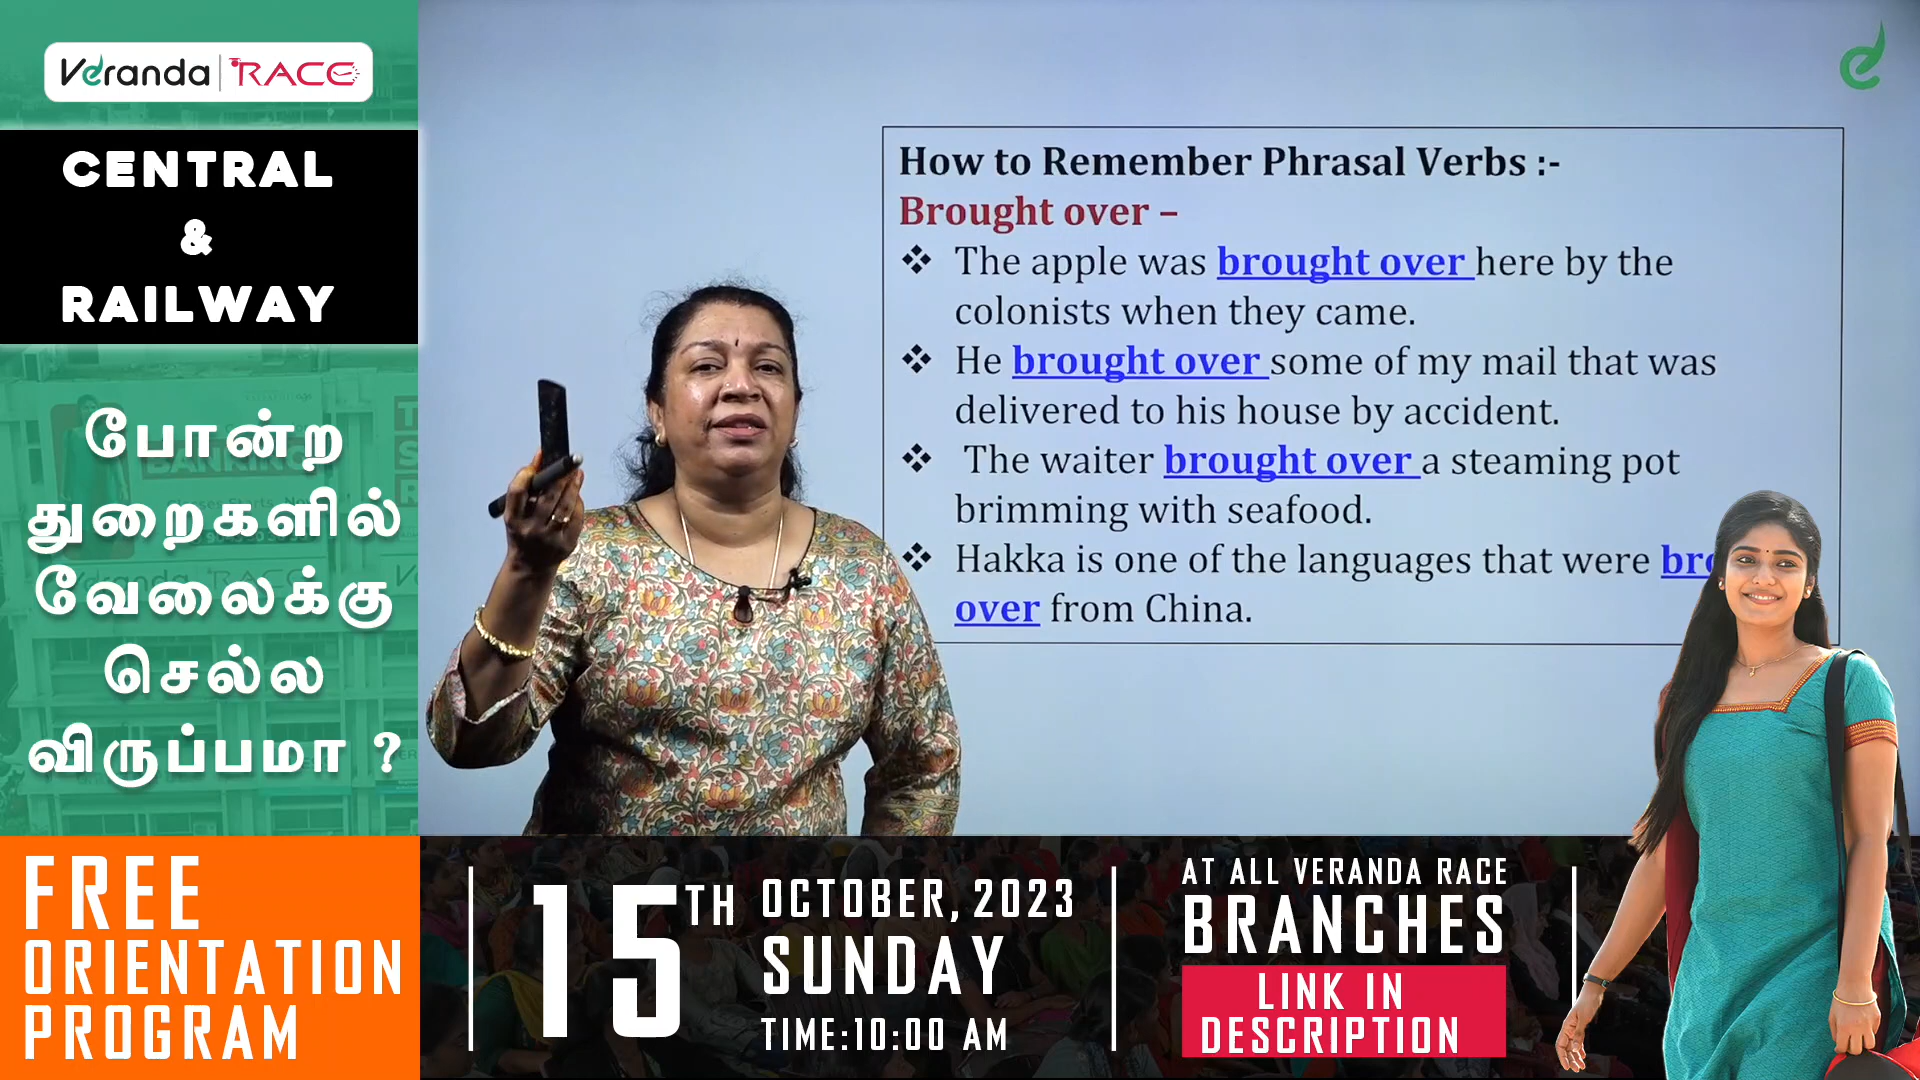 Veranda RACE
CENTRAL
&
RAILWAY
போன்ற
துறைகளில்
வேலைக்கு
செல்ல
விருப்பமா ?
How to Remember Phrasal Verbs :-
Brought over –
❖ The apple was brought over here by the
colonists when they came.
❖ He brought over some of my mail that was
delivered to his house by accident.
❖ The waiter brought over a steaming pot
brimming with seafood.
❖ Hakka is one of the languages that were
over from China.
FREE
ORIENTATION
PROGRAM
15TH
OCTOBER, 2023
SUNDAY
TIME:10:00 AM
AT ALL VERANDA RACE
BRANCHES
LINK IN
DESCRIPTION